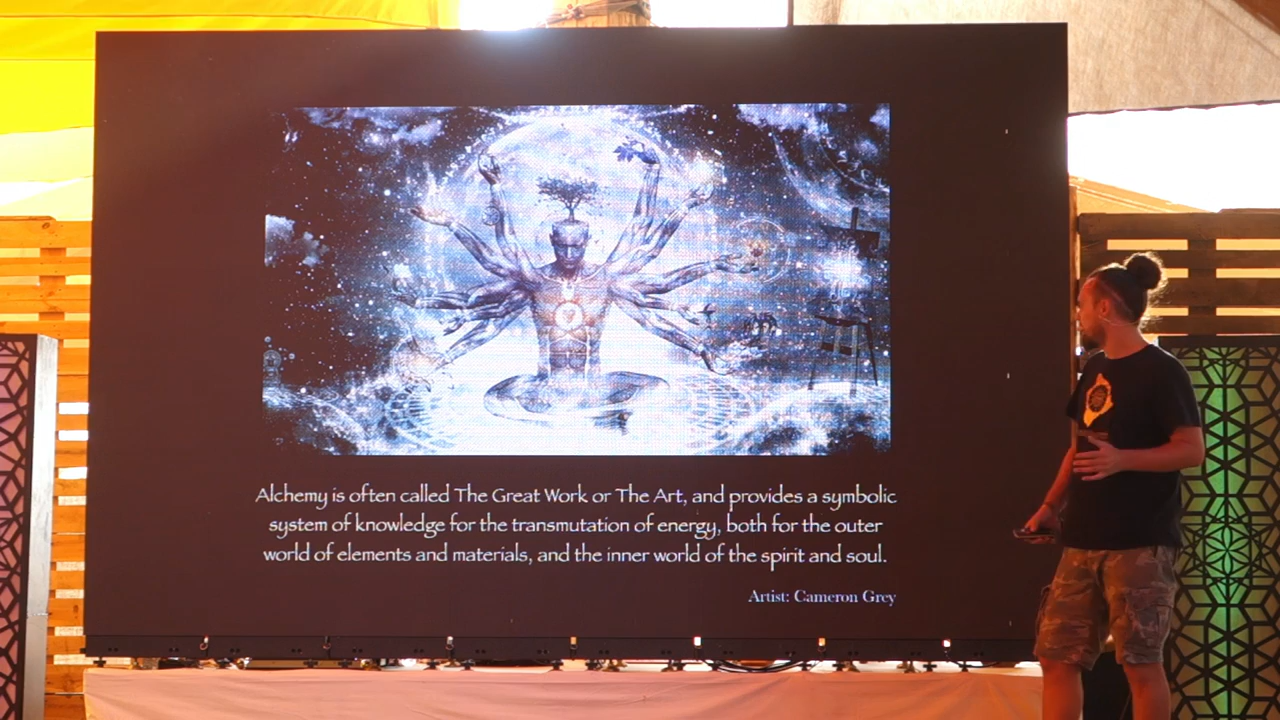 Alchemy is often called The Great Work or The Art, and provides a symbolic
system of knowledge for the transmutation of energy, both for the outer
world of elements and materials, and the inner world of the spirit and soul.
Artist: Cameron Grey